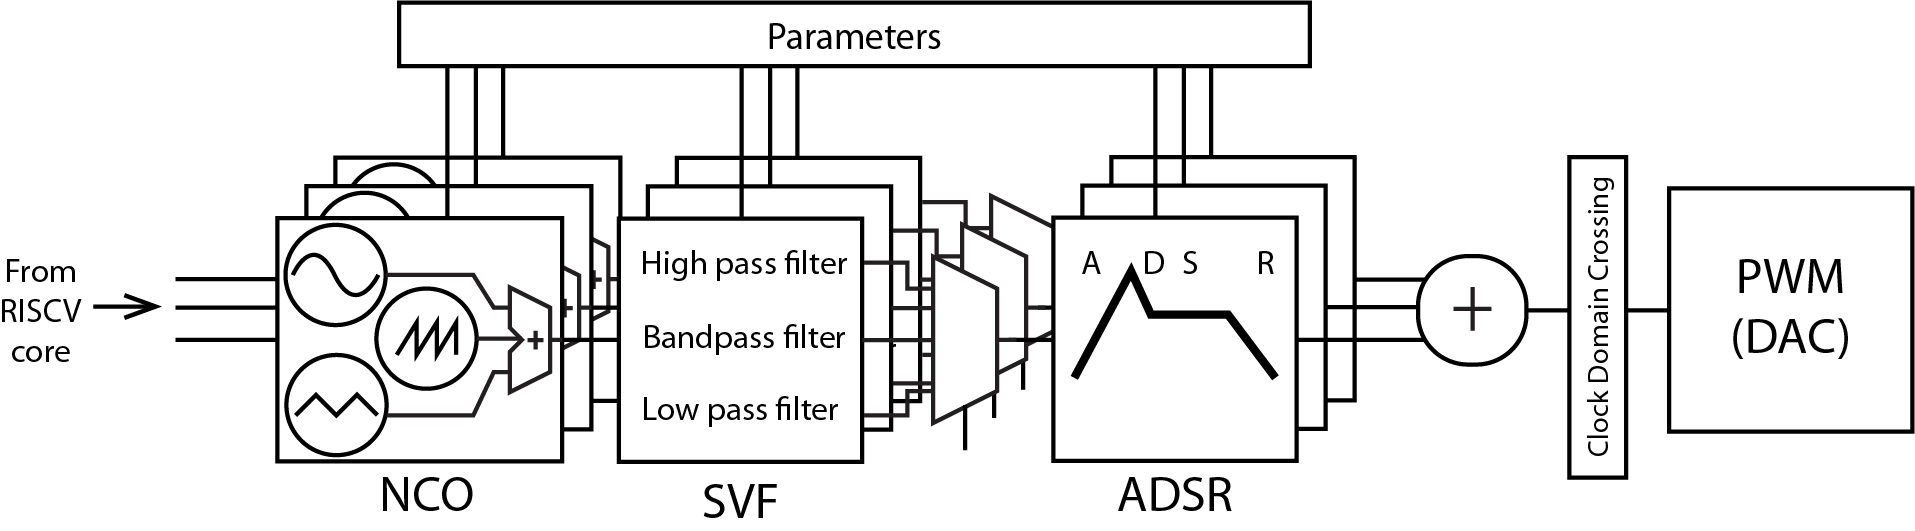 Parameters
From
RISCV
core
+
+
+
High pass filter
Bandpass filter
Low pass filter
A D S R
+
Clock Domain Crossing
PWM
(DAC)
NCO
SVF
ADSR